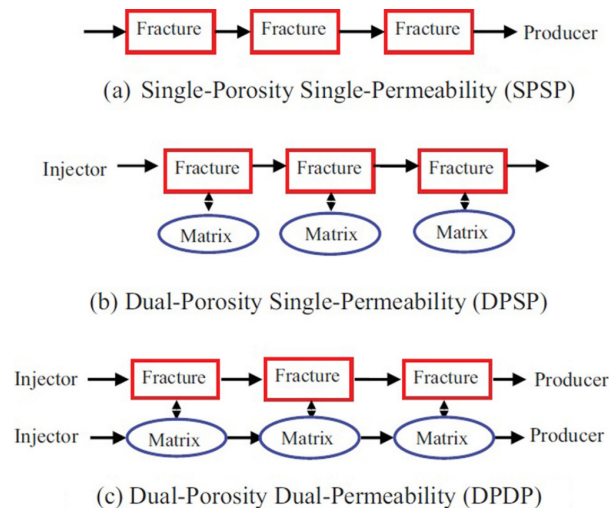 Fracture Fracture Fracture Producer
(a) Single-Porosity Single-Permeability (SPSP)
Injector Fracture Fracture Fracture
Matrix Matrix Matrix
(b) Dual-Porosity Single-Permeability (DPSP)
Injector Fracture Fracture Fracture Producer
Injector Matrix Matrix Matrix Producer
(c) Dual-Porosity Dual-Permeability (DPDP)